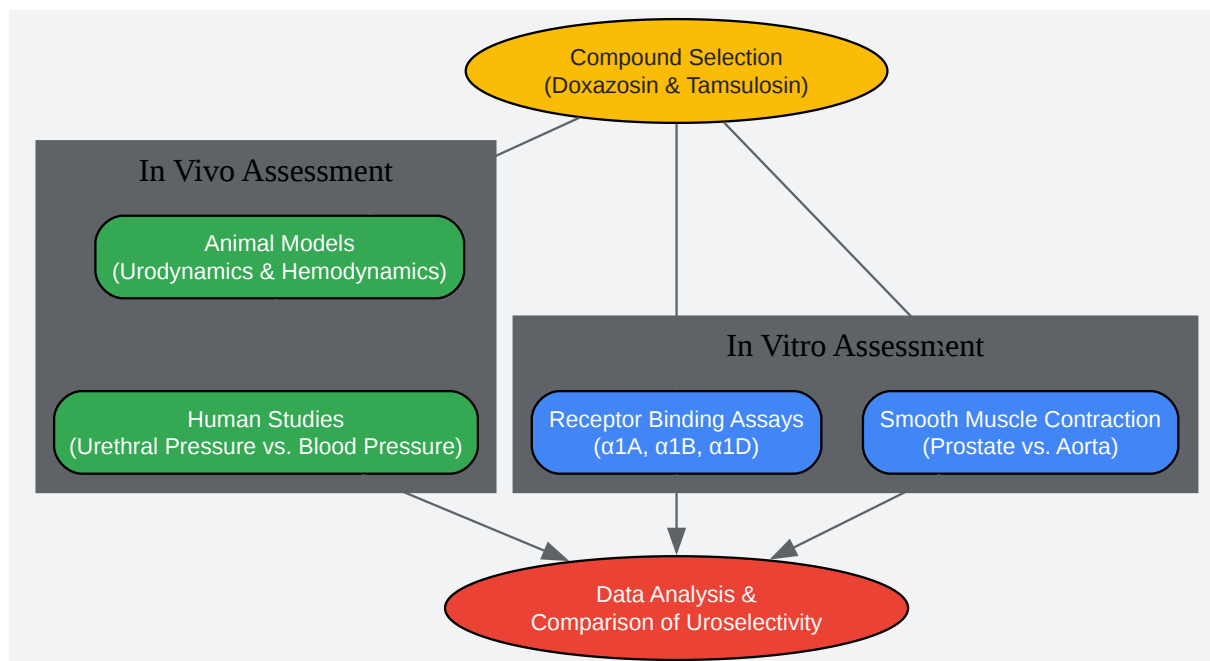 Compound Selection
(Doxazosin & Tamsulosin)
In Vivo Assessment
Animal Models
(Urodynamics & Hemodynamics)
Human Studies
(Urethral Pressure vs. Blood Pressure)
In Vitro Assessment
Receptor Binding Assays
(α1A, α1B, α1D)
Smooth Muscle Contraction
(Prostate vs. Aorta)
Data Analysis &
Comparison of Uroselectivity